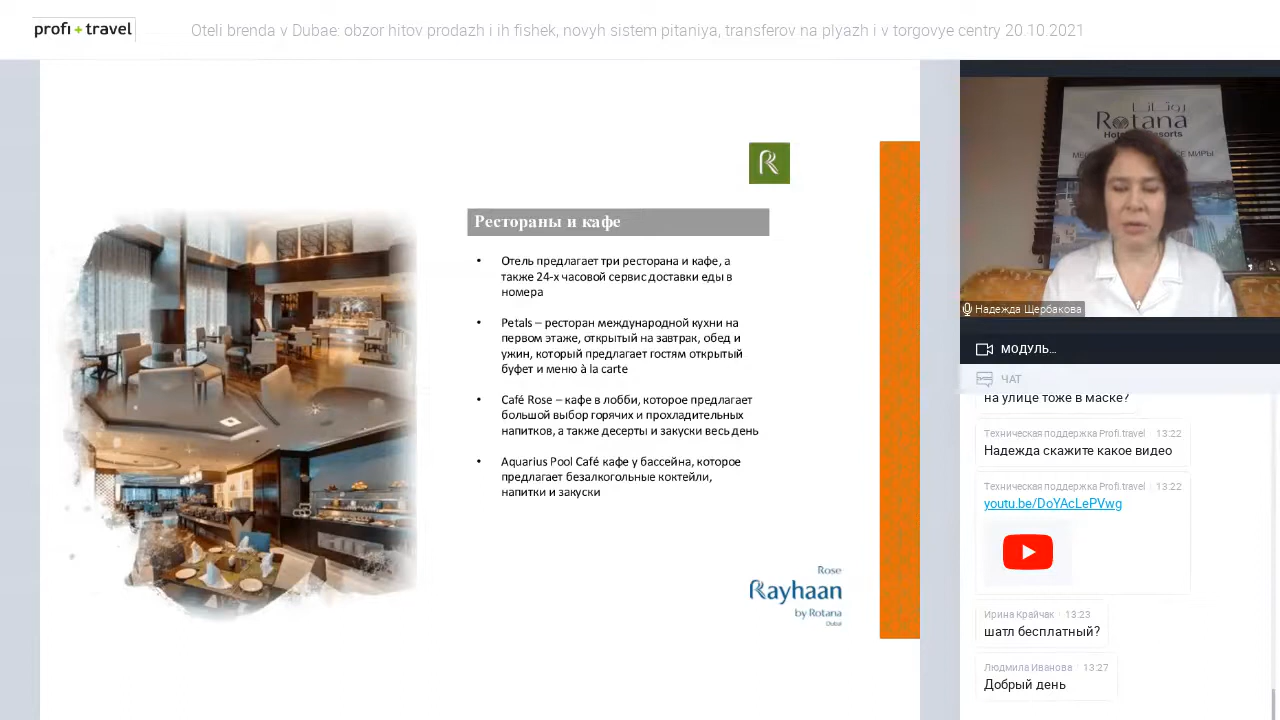 profi + travel
Oteli brenda v Dubae: obzor hitov prodazh i ih fishek, novyh sistem pitaniya, transferov na plyazh i v torgovye centry 20.10.2021
R
Рестораны и кафе
• Отель предлагает три ресторана и кафе, а
также 24-х часовой сервис доставки еды в
номера
• Petals – ресторан международной кухни на
первом этаже, открытый на завтрак, обед и
ужин, который предлагает гостям открытый
буфет и меню à la carte
• Café Rose – кафе в лобби, которое предлагает
большой выбор горячих и прохладительных
напитков, а также десерты и закуски весь день
• Aquarius Pool Café кафе у бассейна, которое
предлагает безалкогольные коктейли,
напитки и закуски
Rose
Rayhaan
by Rotana
Dubai
روتانا
Rotana
Надежда Щербакова
МОДУЛЬ...
ЧАТ
на улице тоже в маске?
Техническая поддержка Profi.travel 13:22
Надежда скажите какое видео
Техническая поддержка Profi.travel 13:22
youtu.be/DoYAcLePVwg
Ирина Крайчак 13:23
шатл бесплатный?
Людмила Иванова 13:27
Добрый день